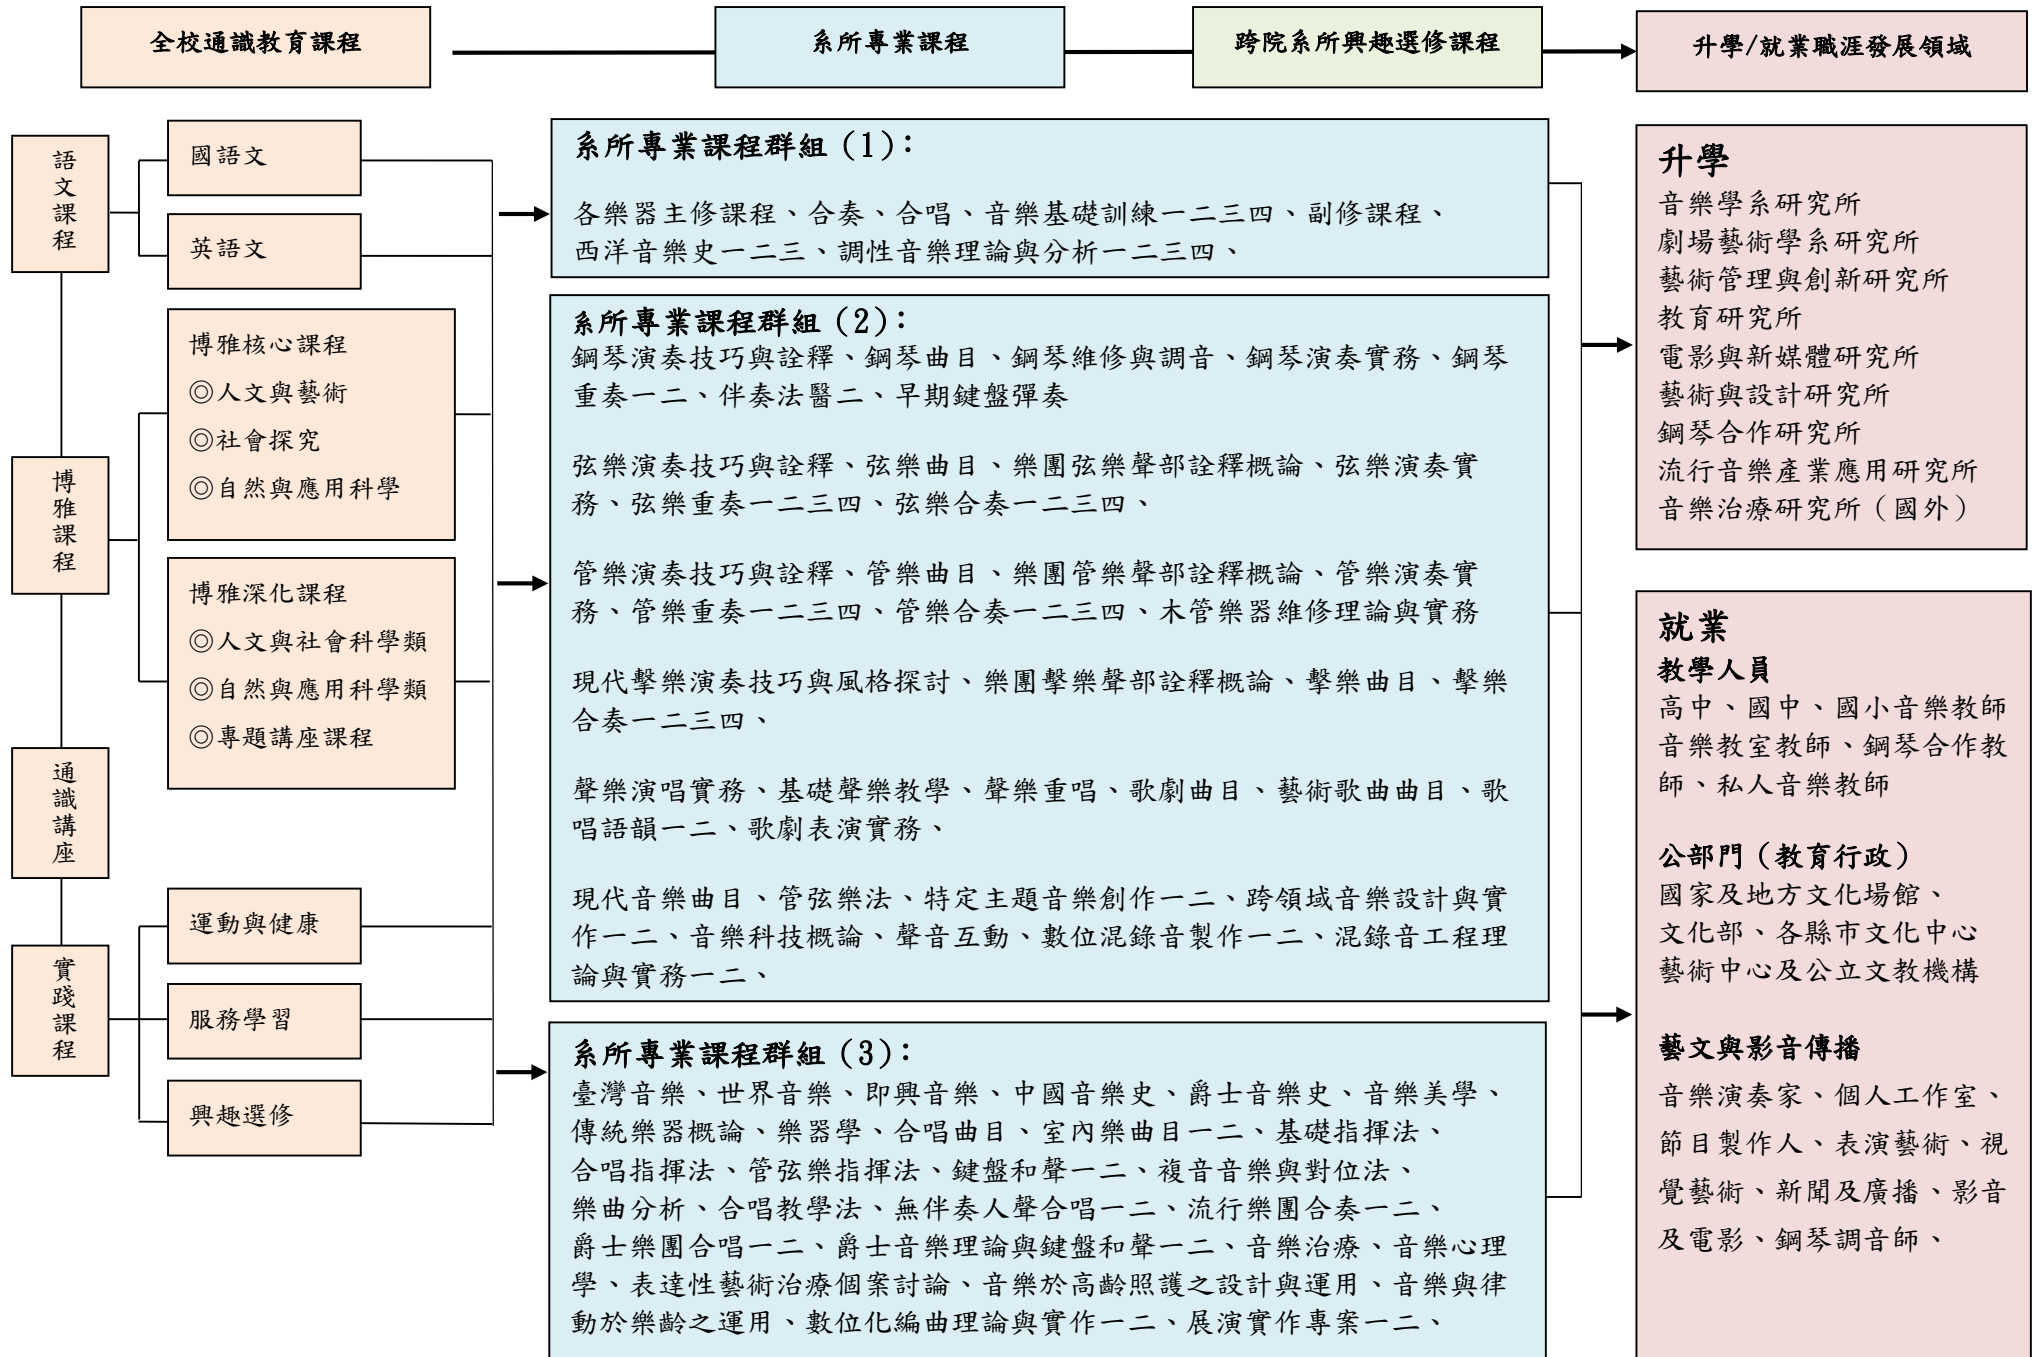 全校通識教育課程
系所專業課程
跨院系所興趣選修課程
升學/就業職涯發展領域
語文課程
國語文
英語文
博雅課程
博雅核心課程
◎人文與藝術
◎社會探究
◎自然與應用科學
博雅深化課程
◎人文與社會科學類
◎自然與應用科學類
◎專題講座課程
通識講座
實踐課程
運動與健康
服務學習
興趣選修
系所專業課程群組(1)：
各樂器主修課程、合奏、合唱、音樂基礎訓練一二三四、副修課程、
西洋音樂史一二三、調性音樂理論與分析一二三四、
系所專業課程群組(2)：
鋼琴演奏技巧與詮釋、鋼琴曲目、鋼琴維修與調音、鋼琴演奏實務、鋼琴
重奏一二、伴奏法醫二、早期鍵盤彈奏
弦樂演奏技巧與詮釋、弦樂曲目、樂團弦樂聲部詮釋概論、弦樂演奏實
務、弦樂重奏一二三四、弦樂合奏一二三四、
管樂演奏技巧與詮釋、管樂曲目、樂團管樂聲部詮釋概論、管樂演奏實
務、管樂重奏一二三四、管樂合奏一二三四、木管樂器維修理論與實務
現代擊樂演奏技巧與風格探討、樂團擊樂聲部詮釋概論、擊樂曲目、擊樂
合奏一二三四、
聲樂演唱實務、基礎聲樂教學、聲樂重唱、歌劇曲目、藝術歌曲曲目、歌
唱語韻一二、歌劇表演實務、
現代音樂曲目、管弦樂法、特定主題音樂創作一二、跨領域音樂設計與實
作一二、音樂科技概論、聲音互動、數位混錄音製作一二、混錄音工程理
論與實務一二、
系所專業課程群組(3)：
臺灣音樂、世界音樂、即興音樂、中國音樂史、爵士音樂史、音樂美學、
傳統樂器概論、樂器學、合唱曲目、室內樂曲目一二、基礎指揮法、
合唱指揮法、管弦樂指揮法、鍵盤和聲一二、複音音樂與對位法、
樂曲分析、合唱教學法、無伴奏人聲合唱一二、流行樂團合奏一二、
爵士樂團合唱一二、爵士音樂理論與鍵盤和聲一二、音樂治療、音樂心理
學、表達性藝術治療個案討論、音樂於高齡照護之設計與運用、音樂與律
動於樂齡之運用、數位化編曲理論與實作一二、展演實作專案一二、
升學
音樂學系研究所
劇場藝術學系研究所
藝術管理與創新研究所
教育研究所
電影與新媒體研究所
藝術與設計研究所
鋼琴合作研究所
流行音樂產業應用研究所
音樂治療研究所（國外）
就業
教學人員
高中、國中、國小音樂教師
音樂教室教師、鋼琴合作教
師、私人音樂教師
公部門（教育行政）
國家及地方文化場館、
文化部、各縣市文化中心
藝術中心及公立文教機構
藝文與影音傳播
音樂演奏家、個人工作室、
節目製作人、表演藝術、視
覺藝術、新聞及廣播、影音
及電影、鋼琴調音師、